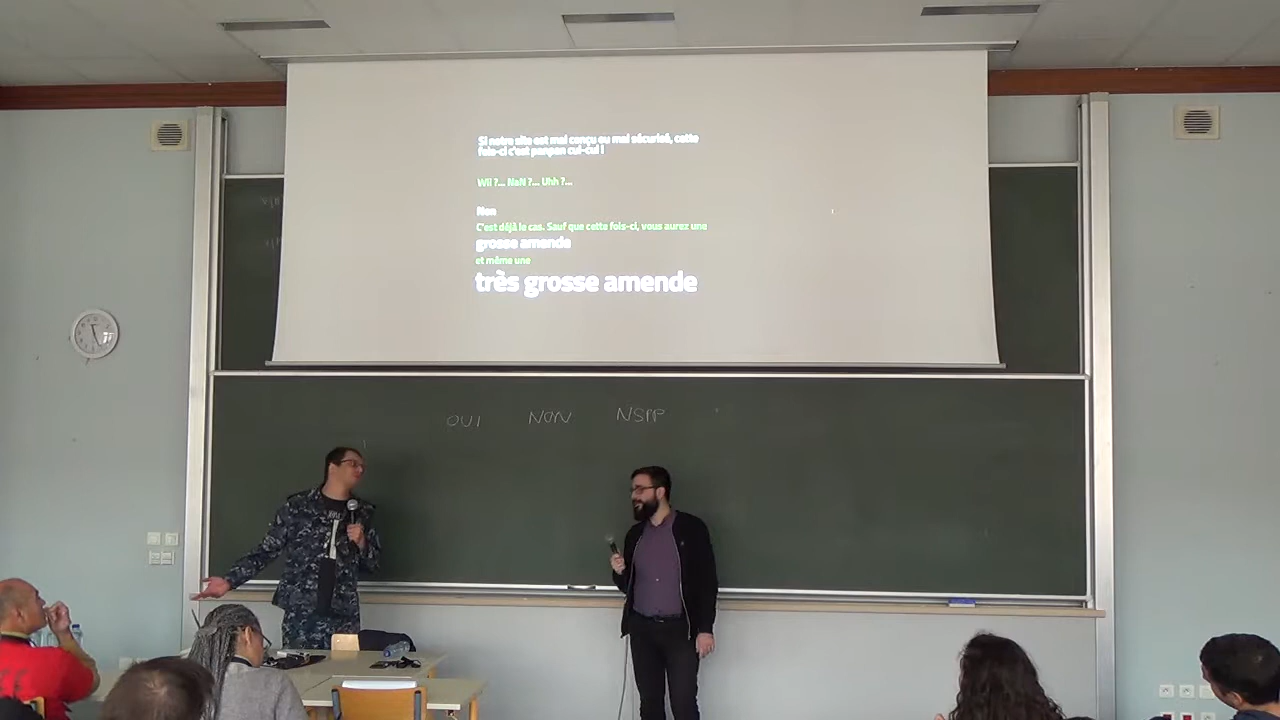 Si notre site est mal conçu ou mal sécurisé, cette
fois-ci c'est panpan cul-cul !
Wii ?... NaN ?... Uhh ?...
Non
C'est déjà le cas. Sauf que cette fois-ci, vous aurez une
grosse amende
et même une
très grosse amende
OUI NON NSPP